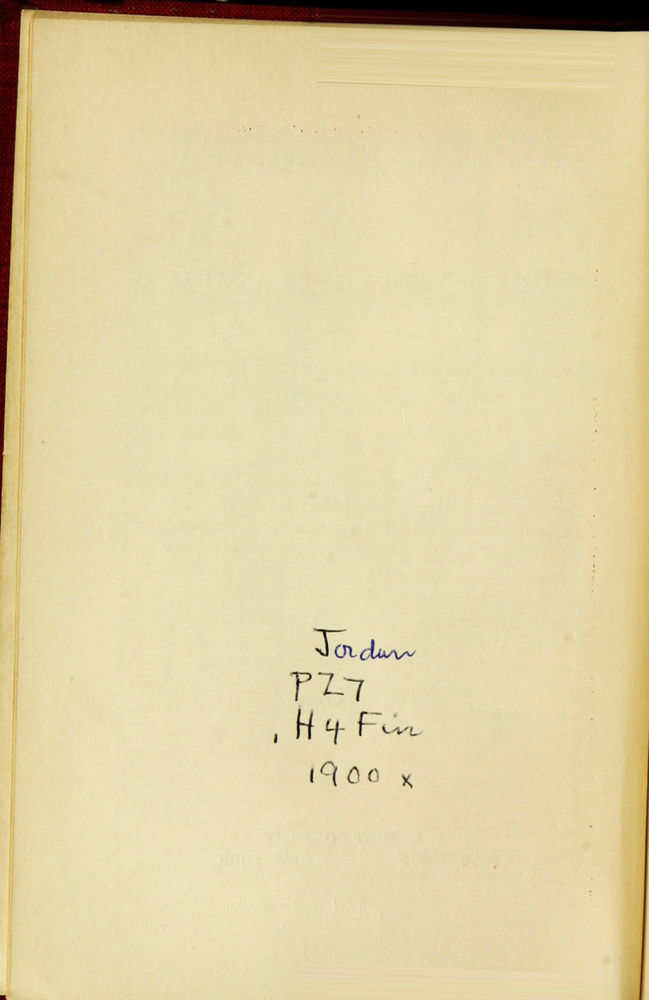 Jordan
PZ7
.H4 Fin
1900 x